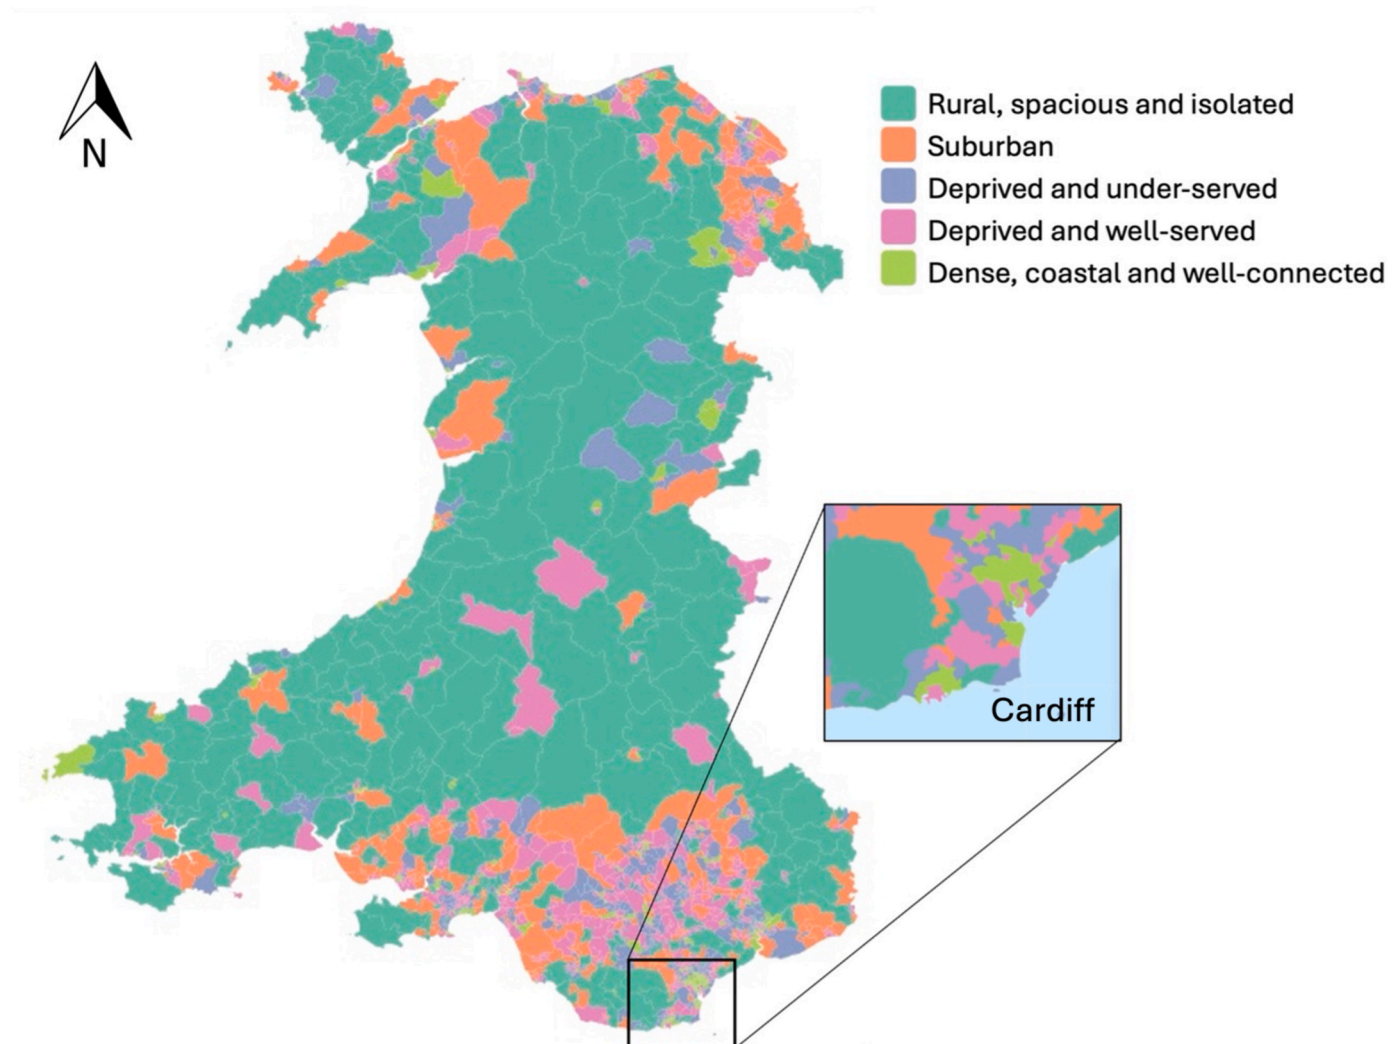 N
Rural, spacious and isolated
Suburban
Deprived and under-served
Deprived and well-served
Dense, coastal and well-connected
Cardiff